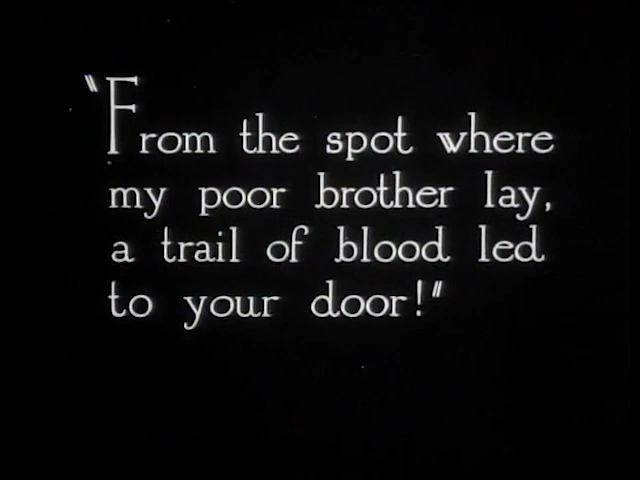 "From the spot where
my poor brother lay,
a trail of blood led
to your door!"